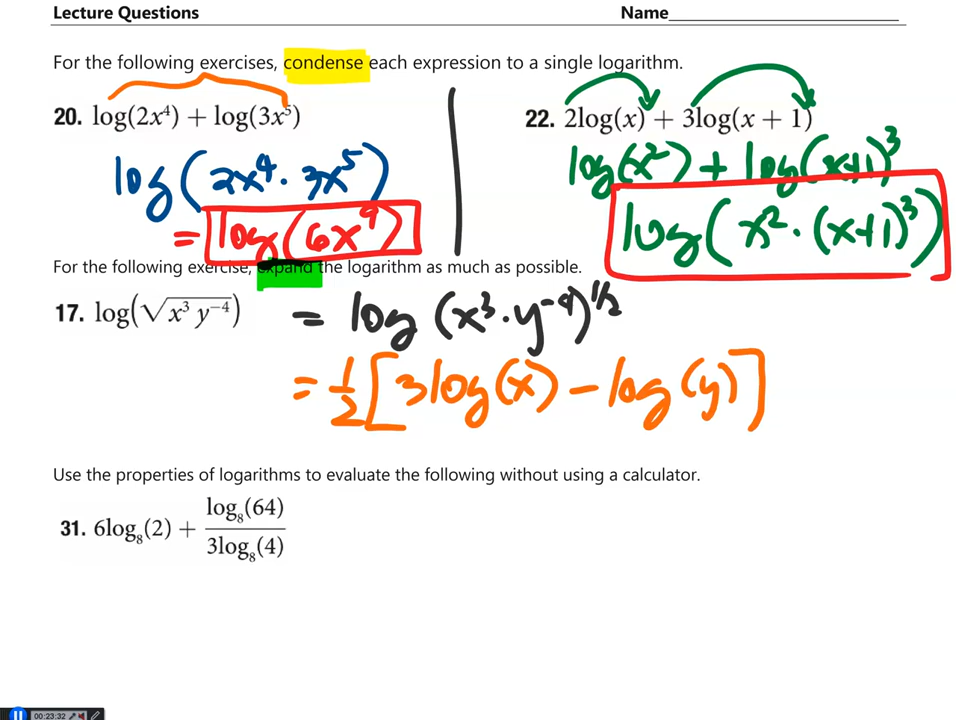 Lecture Questions Name
For the following exercises, condense each expression to a single logarithm.
20. log(2x⁴) + log(3x⁵)
22. 2log(x) + 3log(x + 1)
log(2x⁴ · 3x⁵)
= log(6x⁹)
log(x²) + log(x+1)³
log(x² · (x+1)³)
For the following exercise, expand the logarithm as much as possible.
17. log(√x³ y⁻⁴) = log(x³ · y⁻⁴)^1/2
= 1/2 [3log(x) – log(y)]
Use the properties of logarithms to evaluate the following without using a calculator.
31. 6log₈(2) + log₈(64) / 3log₈(4)
00:23:32